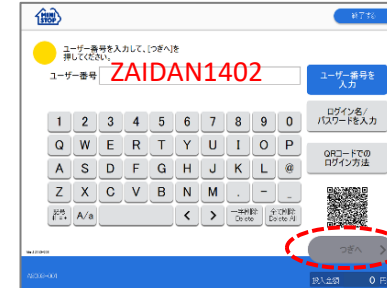 MINI STOP
終了する
ユーザー番号を入力して、[つぎへ]を
押してください。
ユーザー番号 ZAIDAN1402
ユーザー番号を
入力
ログイン名/
パスワードを入力
QRコードでの
ログイン方法
1 2 3 4 5 6 7 8 9 0
Q W E R T Y U I O P
A S D F G H J K L @
Z X C V B N M . - _
A/a < > 一字削除 全て削除
Delete Delete All
つぎへ >
投入金額 0 円